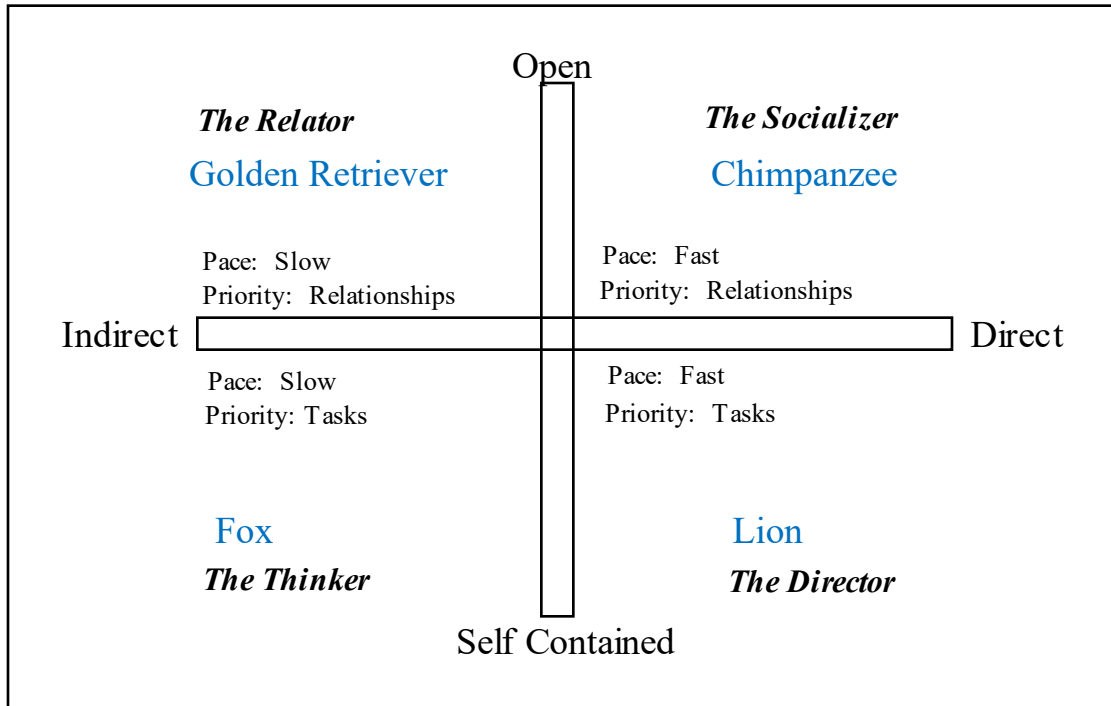 Open
The Relator
Golden Retriever
Pace: Slow
Priority: Relationships
The Socializer
Chimpanzee
Pace: Fast
Priority: Relationships
Indirect
Direct
Pace: Slow
Priority: Tasks
Fox
The Thinker
Pace: Fast
Priority: Tasks
Lion
The Director
Self Contained